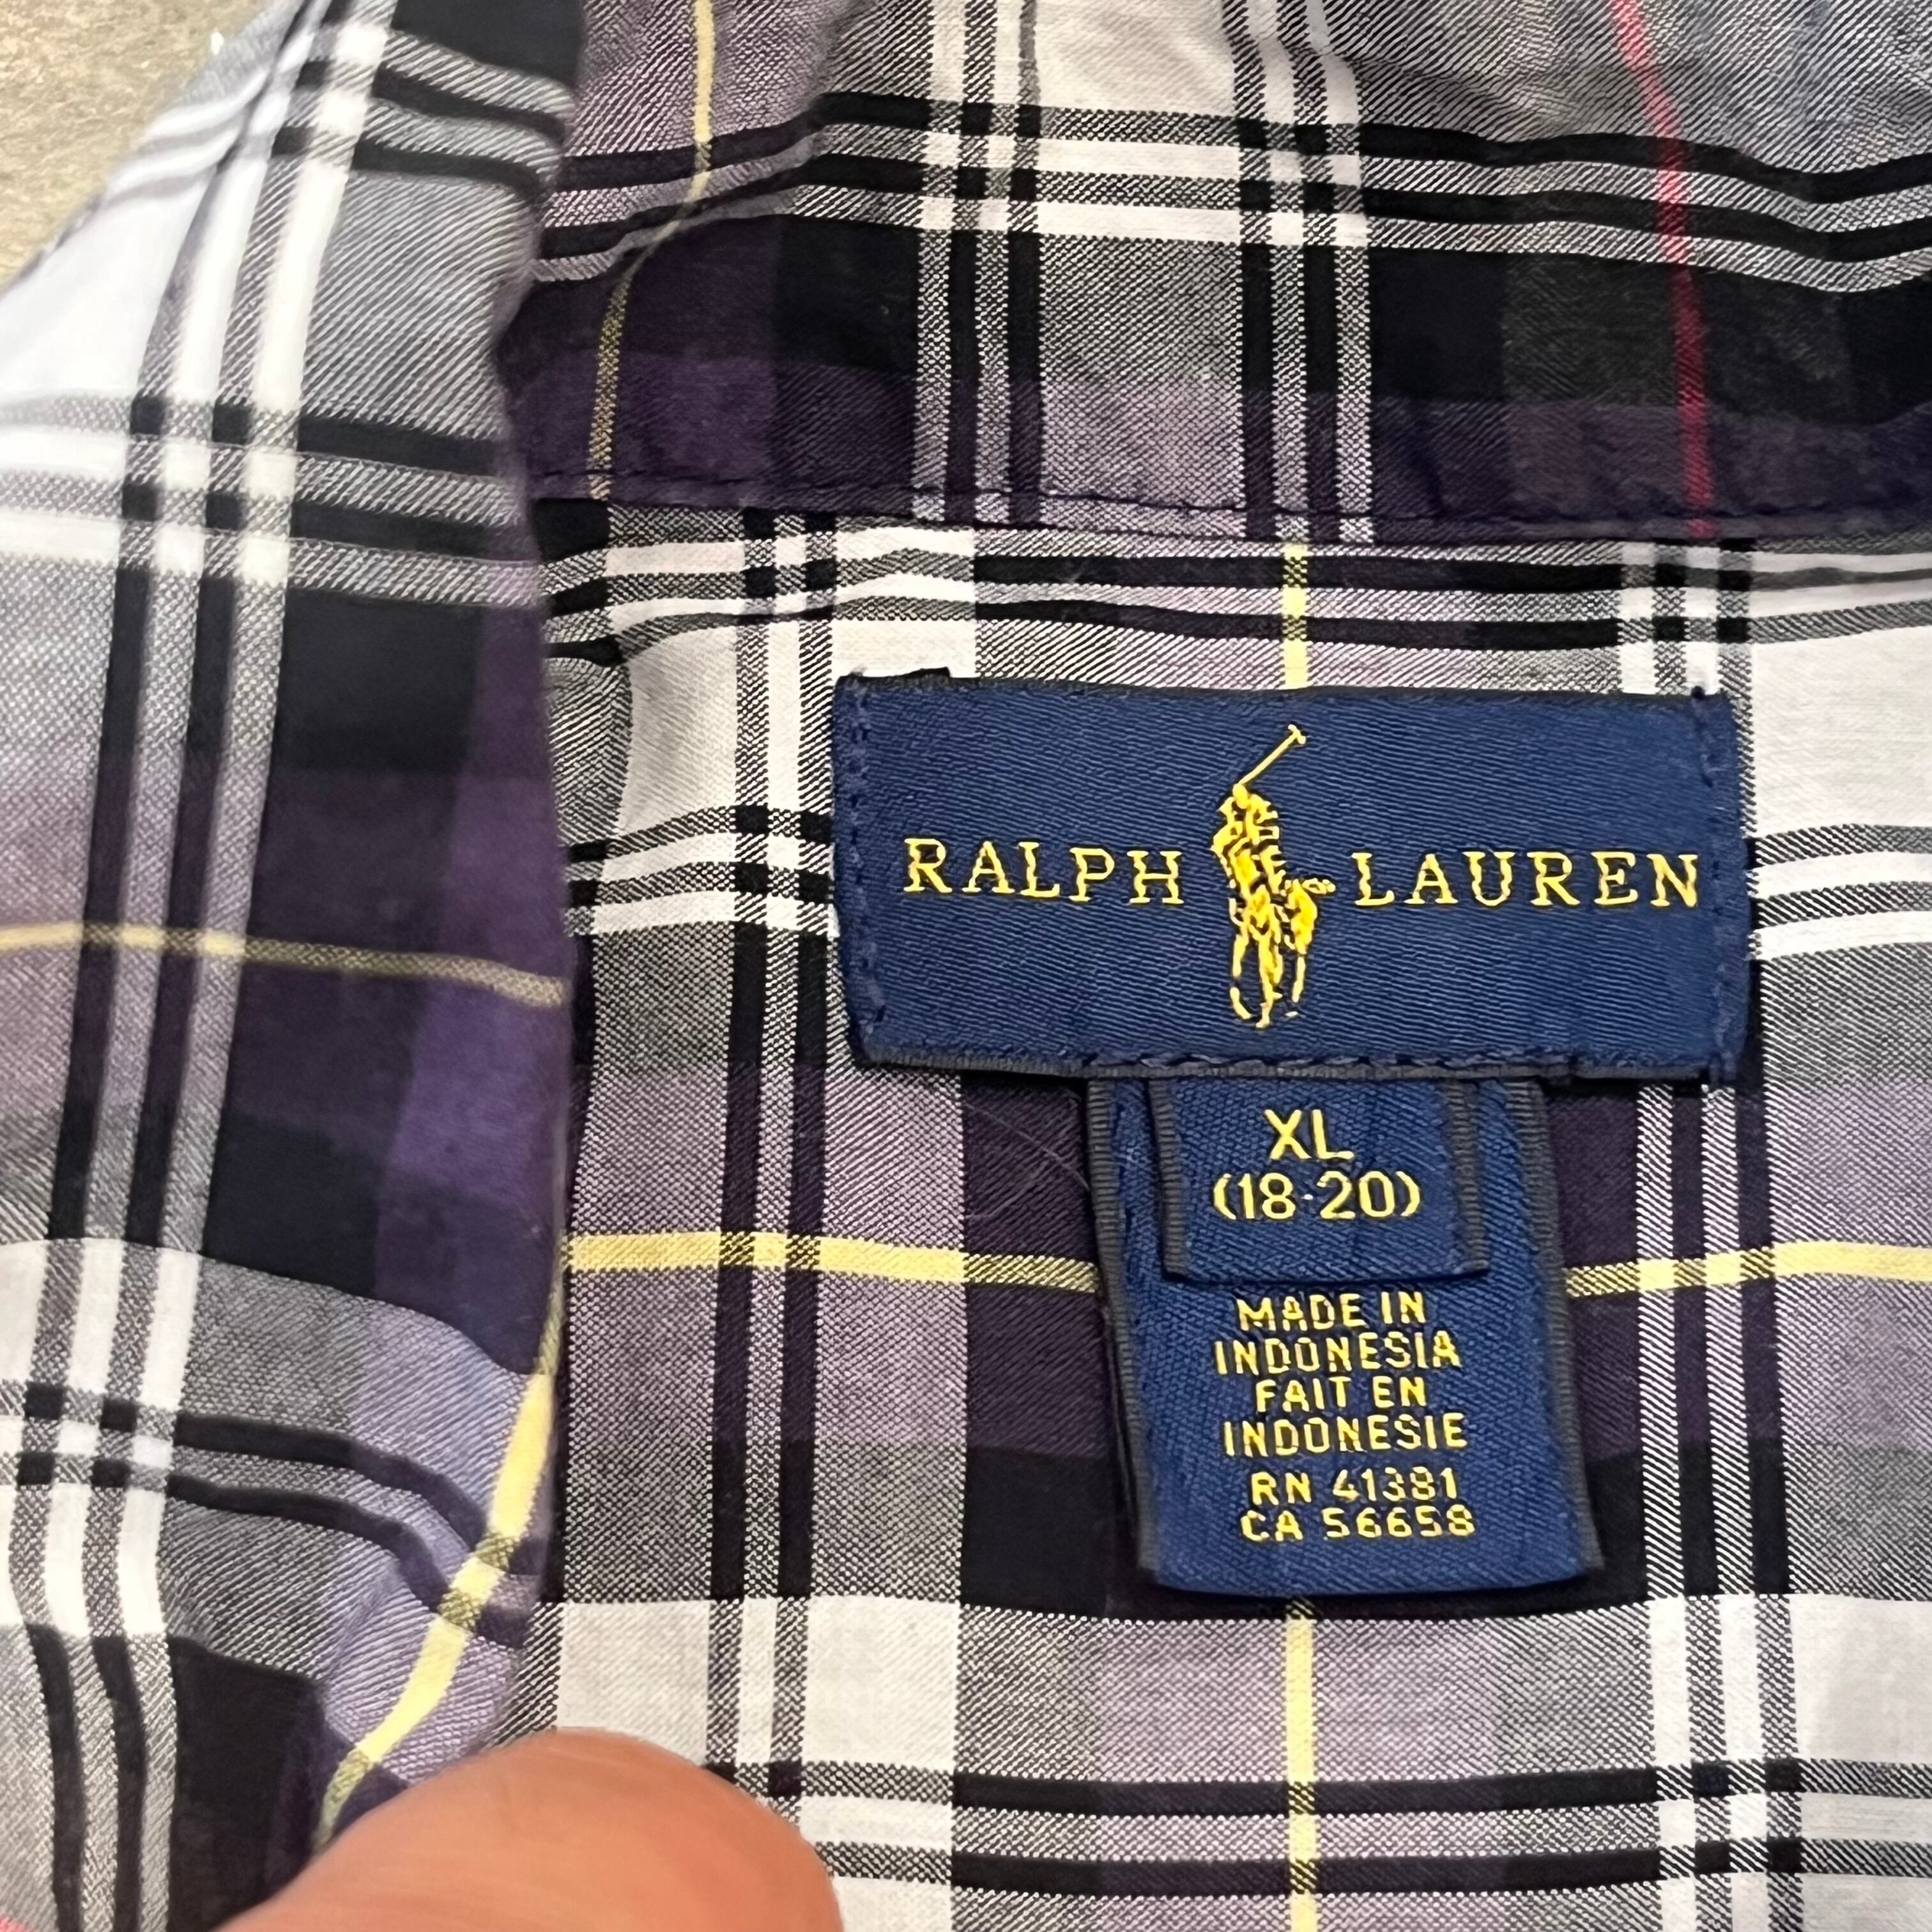 RALPH LAUREN
XL
(18-20)
MADE IN
INDONESIA
FAIT EN
INDONESIE
RN 41381
CA 56658